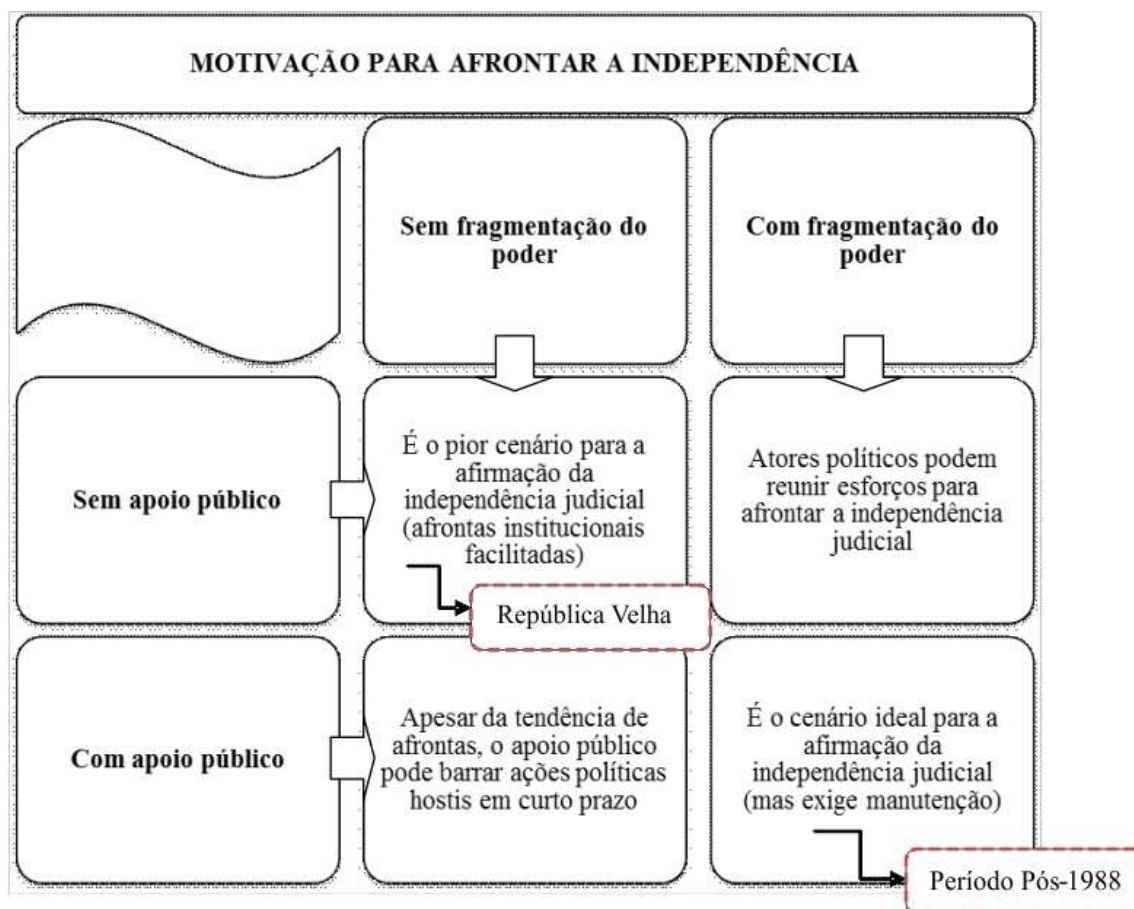 MOTIVAÇÃO PARA AFRONTAR A INDEPENDÊNCIA
Sem fragmentação do
poder
Com fragmentação do
poder
Sem apoio público
É o pior cenário para a
afirmação da
independência judicial
(afrontas institucionais
facilitadas)
República Velha
Atores políticos podem
reunir esforços para
afrontar a independência
judicial
Com apoio público
Apesar da tendência de
afrontas, o apoio público
pode barrar ações políticas
hostis em curto prazo
É o cenário ideal para a
afirmação da
independência judicial
(mas exige manutenção)
Período Pós-1988